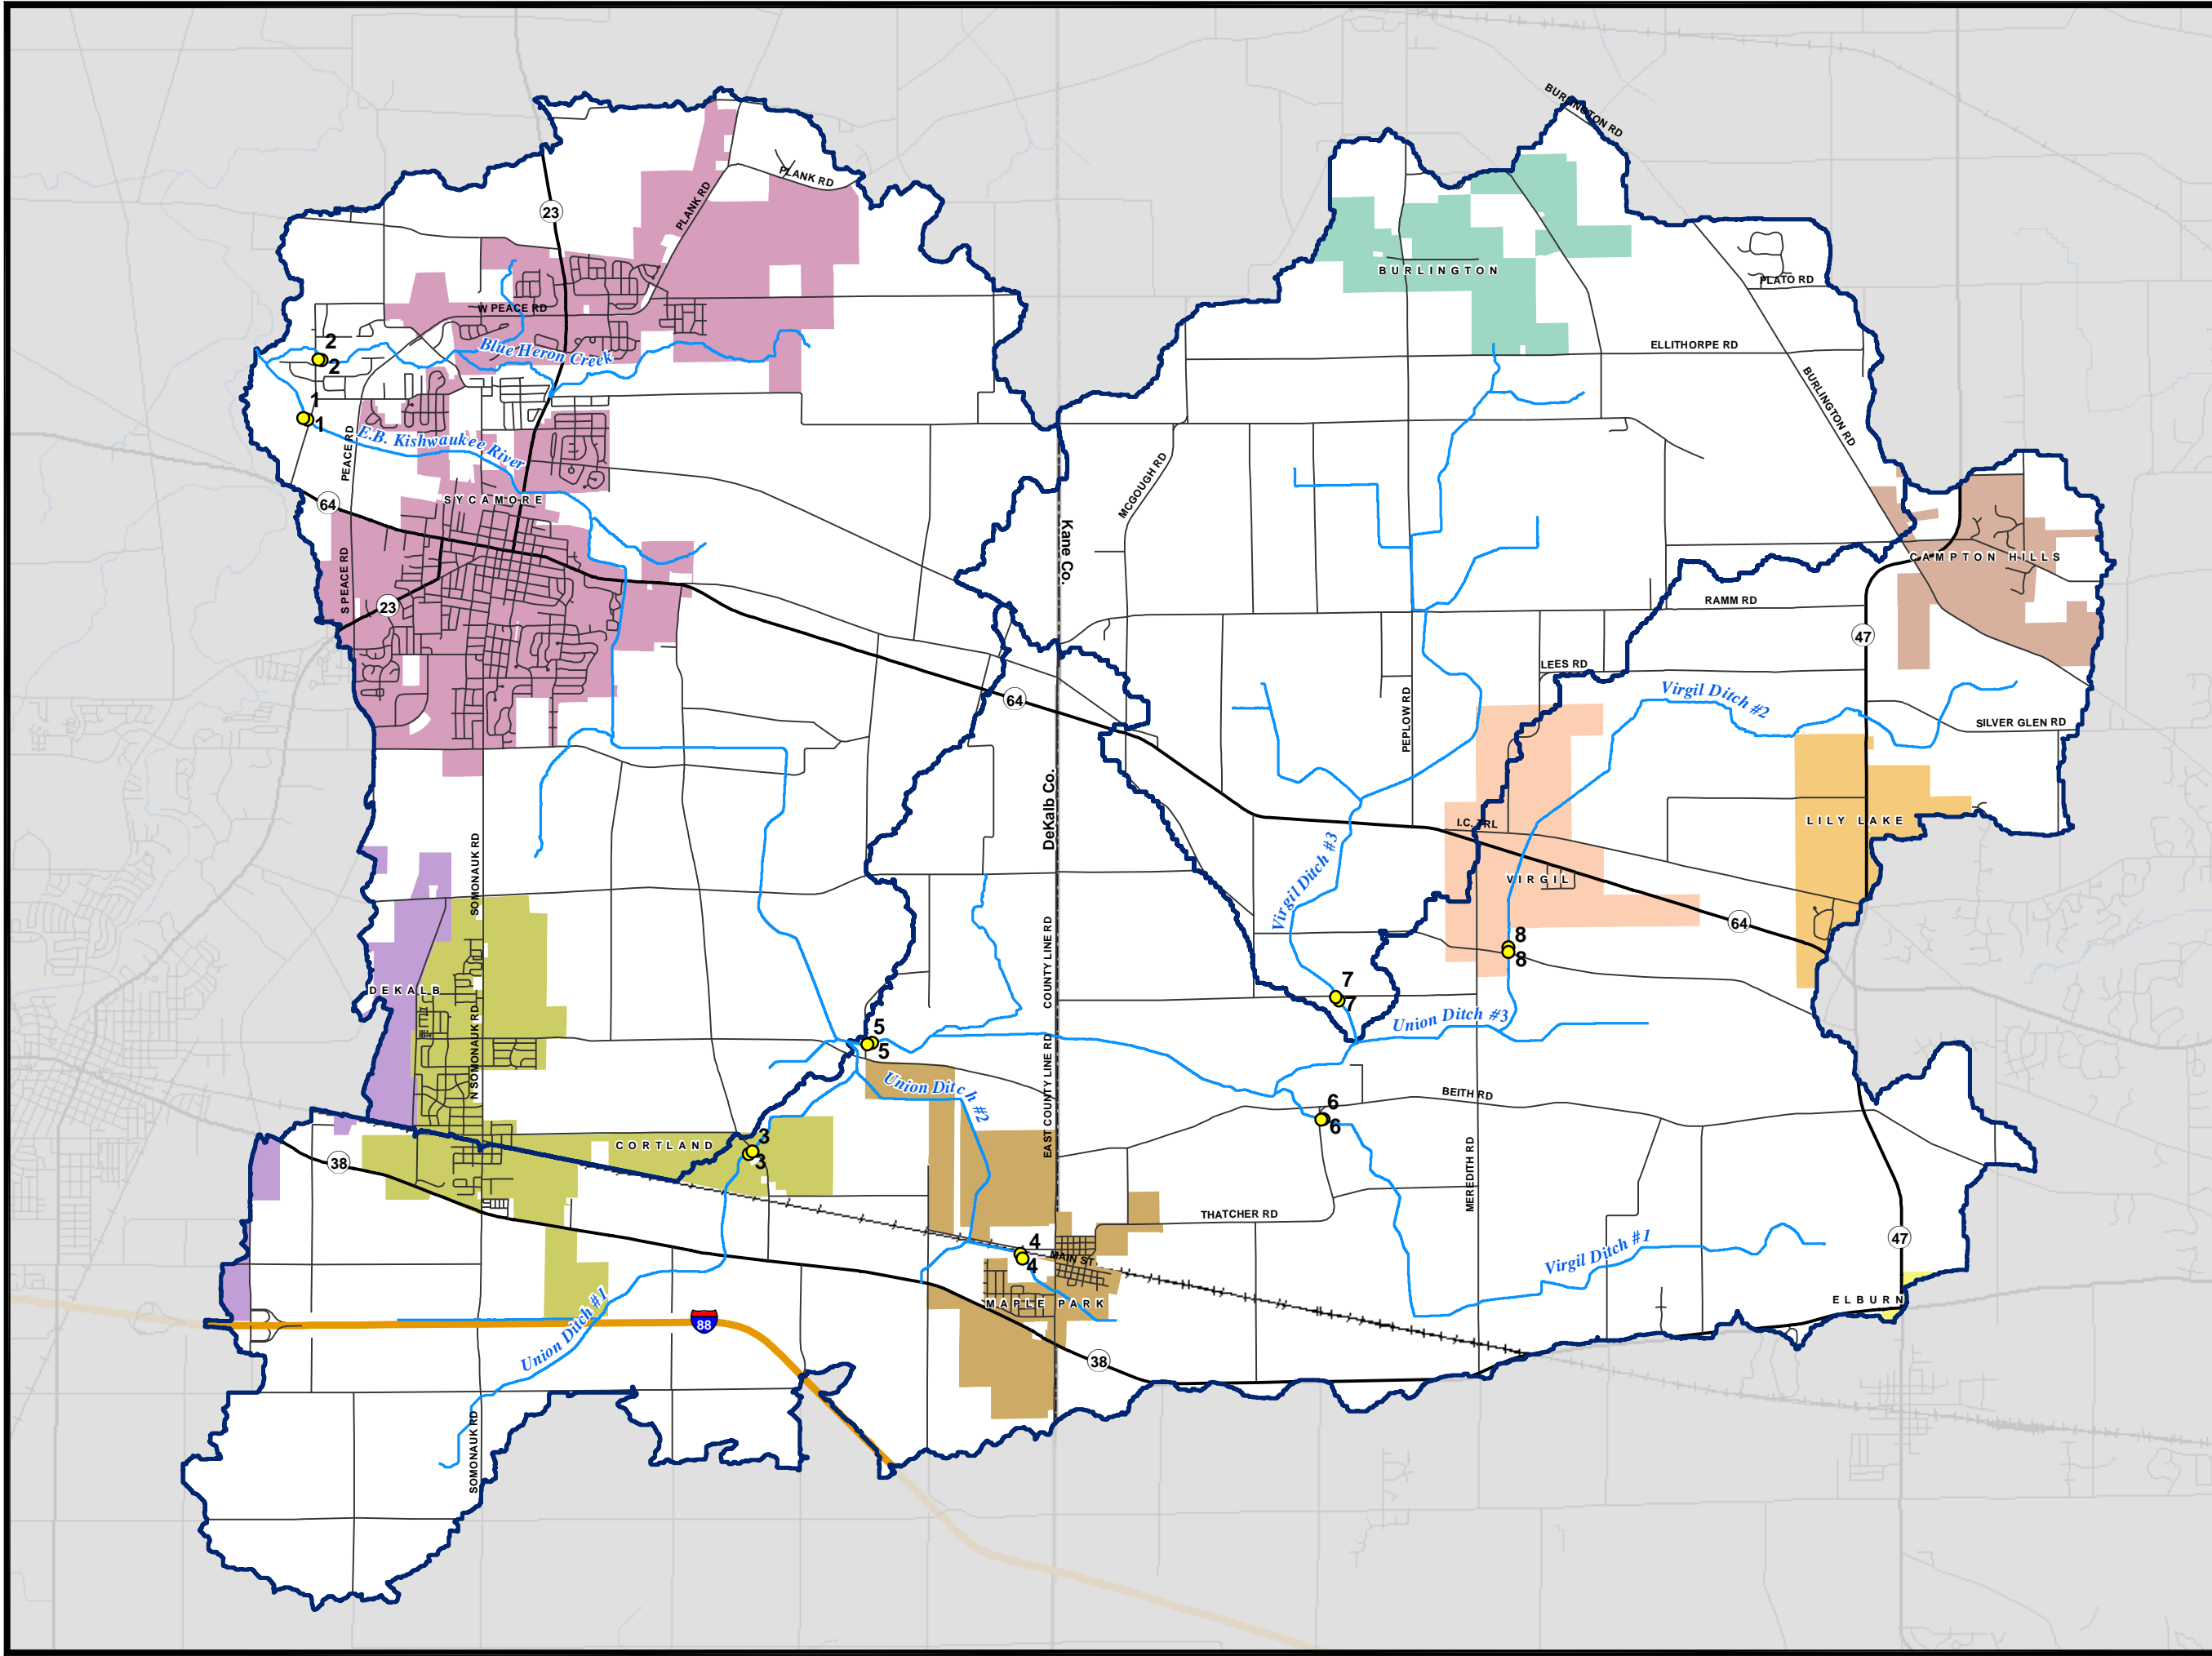 BURLINGTON RD
PLANK RD
PLANK RD
23
BURLINGTON
PLATO RD
W PEACE RD
2
2
Blue Heron Creek
ELLITHORPE RD
BURLINGTON RD
1
1
E.B. Kishwaukee River
PEACE RD
MCGOUGH RD
SYCAMORE
64
Kane Co.
CAMPTON HILLS
S PEACE RD
23
RAMM RD
47
LEES RD
64
Virgil Ditch #2
PEPLOW RD
SILVER GLEN RD
DeKalb Co.
I.C. TRL
LILY LAKE
SOMONAUK RD
Virgil Ditch #3
VIRGIL
64
8
8
COUNTY LINE RD
DEKALB
7
7
N SOMONAUK RD
5
5
Union Ditch #3
Union Ditch #2
EAST COUNTY LINE RD
BEITH RD
6
6
3
3
CORTLAND
38
MEREDITH RD
THATCHER RD
4
4
MAIN ST
Virgil Ditch #1
47
MAPLE PARK
ELBURN
Union Ditch #1
88
38
SOMONAUK RD